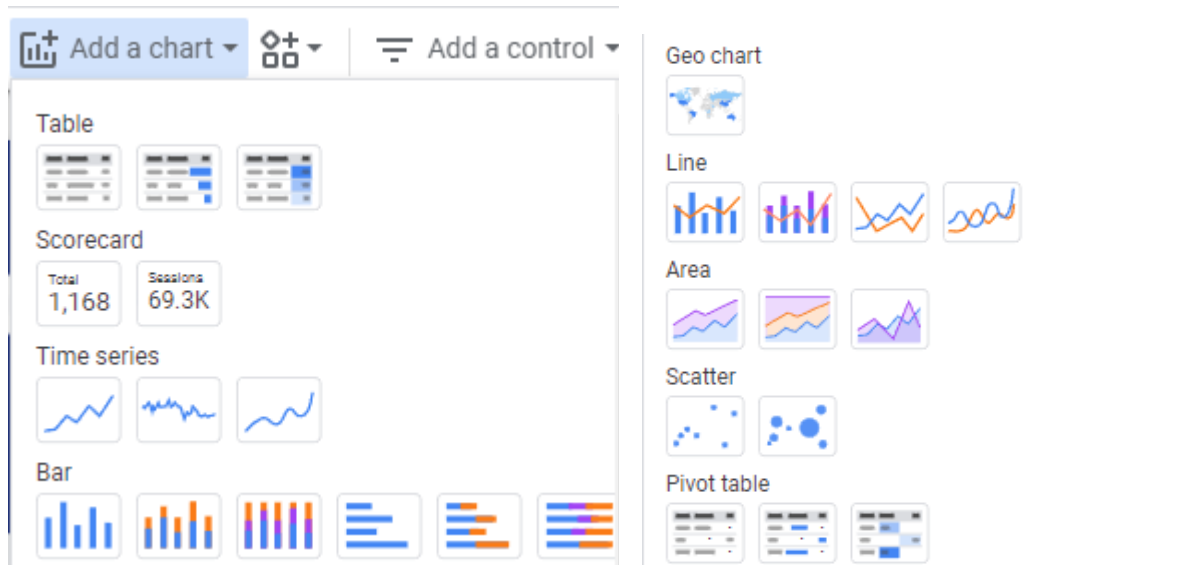 Add a chart
Add a control
Table
Scorecard
Total
1,168
Sessions
69.3K
Time series
Bar
Geo chart
Line
Area
Scatter
Pivot table